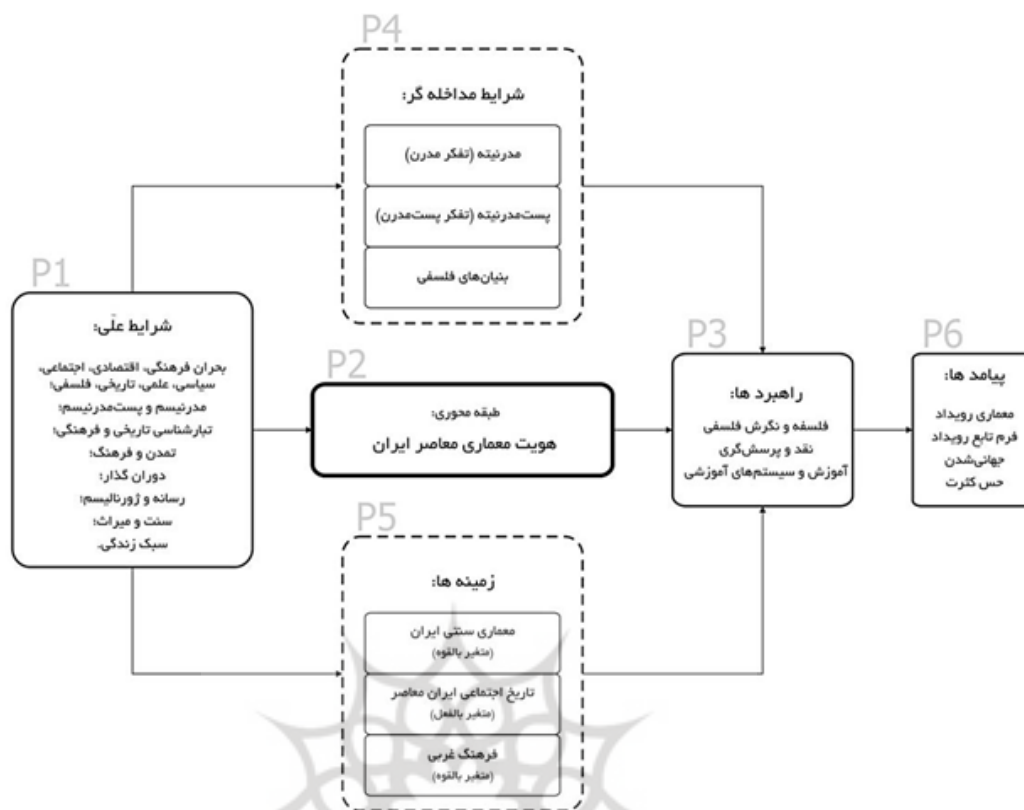 P4
شرایط مداخله گر:
مدرنیته (تفکر مدرن)
پست‌مدرنیته (تفکر پست‌مدرن)
بنیان‌های فلسفی
P1
شرایط علّی:
بحران فرهنگی، اقتصادی، اجتماعی،
سیاسی، علمی، تاریخی، فلسفی؛
مدرنیسم و پست‌مدرنیسم؛
تبارشناسی تاریخی و فرهنگی؛
تمدن و فرهنگ؛
دوران گذار؛
رسانه و ژورنالیسم؛
سنت و میراث؛
سبک زندگی.
P2
طبقه محوری:
هویت معماری معاصر ایران
P3
راهبرد ها:
فلسفه و نگرش فلسفی
نقد و پرسش‌گری
آموزش و سیستم‌های آموزشی
P6
پیامد ها:
معماری رویداد
فرم تابع رویداد
جهانی‌شدن
حس کثرت
P5
زمینه ها:
معماری سنتی ایران
(متغیر بالقوه)
تاریخ اجتماعی ایران معاصر
(متغیر بالفعل)
فرهنگ غربی
(متغیر بالقوه)